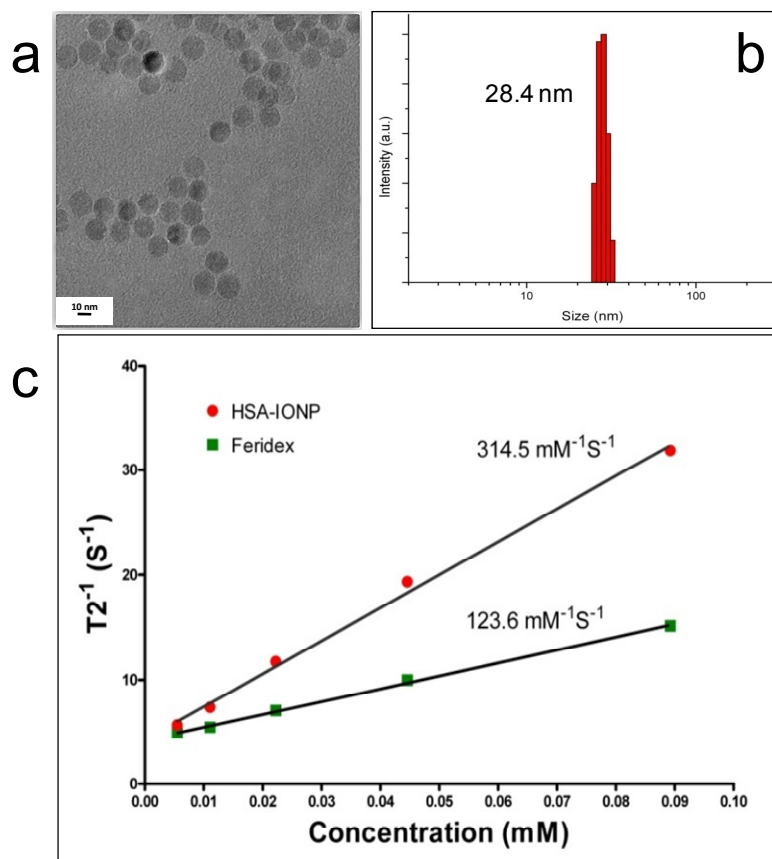 a
10 nm
b
28.4 nm
Intensity (a.u.)
10
100
Size (nm)
c
40
30
20
10
0
T2⁻¹ (S⁻¹)
HSA-IONP
Feridex
314.5 mM⁻¹S⁻¹
123.6 mM⁻¹S⁻¹
0.00 0.01 0.02 0.03 0.04 0.05 0.06 0.07 0.08 0.09 0.10
Concentration (mM)